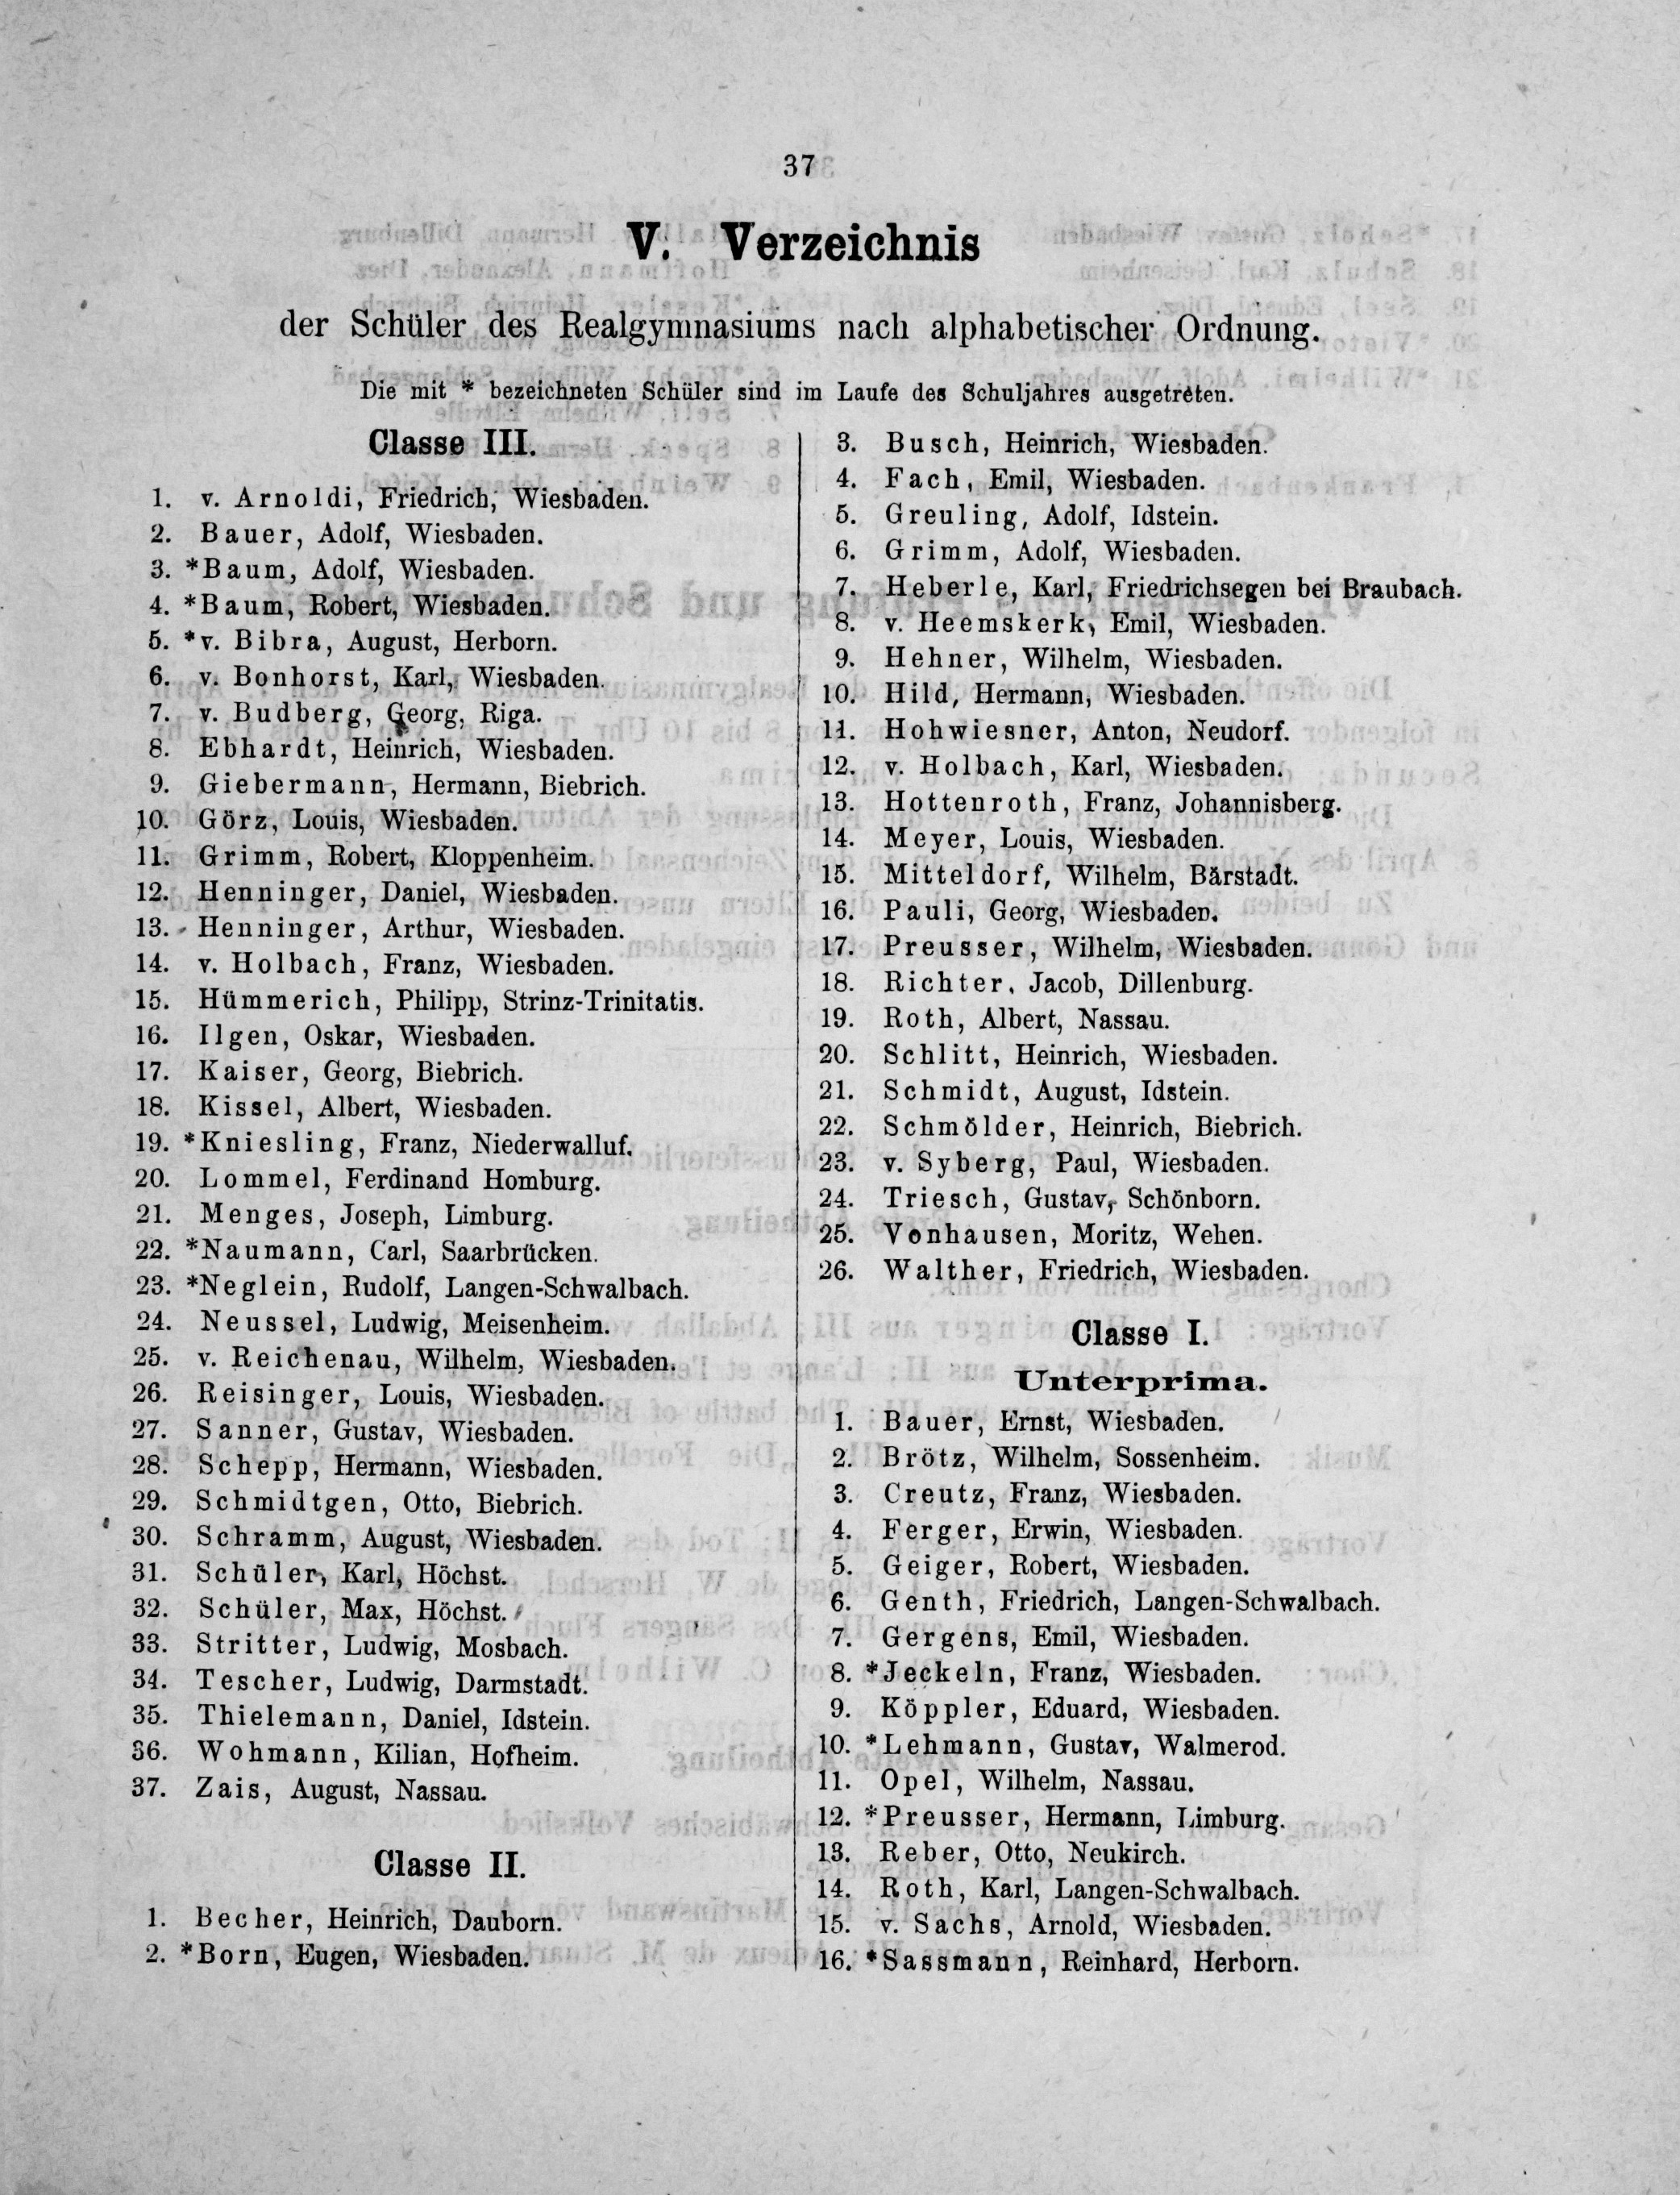 37
V. Verzeichnis
der Schüler des Realgymnasiums nach alphabetischer Ordnung.
Die mit * bezeichneten Schüler sind im Laufe des Schuljahres ausgetreten.
Classe III.
1. v. Arnoldi, Friedrich, Wiesbaden.
2. Bauer, Adolf, Wiesbaden.
3. *Baum, Adolf, Wiesbaden.
4. *Baum, Robert, Wiesbaden.
5. *v. Bibra, August, Herborn.
6. v. Bonhorst, Karl, Wiesbaden.
7. v. Budberg, Georg, Riga.
8. Ebhardt, Heinrich, Wiesbaden.
9. Giebermann, Hermann, Biebrich.
10. Görz, Louis, Wiesbaden.
11. Grimm, Robert, Kloppenheim.
12. Henninger, Daniel, Wiesbaden.
13. Henninger, Arthur, Wiesbaden.
14. v. Holbach, Franz, Wiesbaden.
15. Hümmerich, Philipp, Strinz-Trinitatis.
16. Ilgen, Oskar, Wiesbaden.
17. Kaiser, Georg, Biebrich.
18. Kissel, Albert, Wiesbaden.
19. *Kniesling, Franz, Niederwalluf.
20. Lommel, Ferdinand Homburg.
21. Menges, Joseph, Limburg.
22. *Naumann, Carl, Saarbrücken.
23. *Neglein, Rudolf, Langen-Schwalbach.
24. Neussel, Ludwig, Meisenheim.
25. v. Reichenau, Wilhelm, Wiesbaden.
26. Reisinger, Louis, Wiesbaden.
27. Sanner, Gustav, Wiesbaden.
28. Schepp, Hermann, Wiesbaden.
29. Schmidtgen, Otto, Biebrich.
30. Schramm, August, Wiesbaden.
31. Schüler, Karl, Höchst.
32. Schüler, Max, Höchst.
33. Stritter, Ludwig, Mosbach.
34. Tescher, Ludwig, Darmstadt.
35. Thielemann, Daniel, Idstein.
36. Wohmann, Kilian, Hofheim.
37. Zais, August, Nassau.
Classe II.
1. Becher, Heinrich, Dauborn.
2. *Born, Eugen, Wiesbaden.
3. Busch, Heinrich, Wiesbaden.
4. Fach, Emil, Wiesbaden.
5. Greuling, Adolf, Idstein.
6. Grimm, Adolf, Wiesbaden.
7. Heberle, Karl, Friedrichsegen bei Braubach.
8. v. Heemskerk, Emil, Wiesbaden.
9. Hehner, Wilhelm, Wiesbaden.
10. Hild, Hermann, Wiesbaden.
11. Hohwiesner, Anton, Neudorf.
12. v. Holbach, Karl, Wiesbaden.
13. Hottenroth, Franz, Johannisberg.
14. Meyer, Louis, Wiesbaden.
15. Mitteldorf, Wilhelm, Bärstadt.
16. Pauli, Georg, Wiesbaden.
17. Preusser, Wilhelm, Wiesbaden.
18. Richter, Jacob, Dillenburg.
19. Roth, Albert, Nassau.
20. Schlitt, Heinrich, Wiesbaden.
21. Schmidt, August, Idstein.
22. Schmölder, Heinrich, Biebrich.
23. v. Syberg, Paul, Wiesbaden.
24. Triesch, Gustav, Schönborn.
25. Vonhausen, Moritz, Wehen.
26. Walther, Friedrich, Wiesbaden.
Classe I.
Unterprima.
1. Bauer, Ernst, Wiesbaden.
2. Brötz, Wilhelm, Sossenheim.
3. Creutz, Franz, Wiesbaden.
4. Ferger, Erwin, Wiesbaden.
5. Geiger, Robert, Wiesbaden.
6. Genth, Friedrich, Langen-Schwalbach.
7. Gergens, Emil, Wiesbaden.
8. *Jeckeln, Franz, Wiesbaden.
9. Köppler, Eduard, Wiesbaden.
10. *Lehmann, Gustav, Walmerod.
11. Opel, Wilhelm, Nassau.
12. *Preusser, Hermann, Limburg.
13. Reber, Otto, Neukirch.
14. Roth, Karl, Langen-Schwalbach.
15. v. Sachs, Arnold, Wiesbaden.
16. *Sassmann, Reinhard, Herborn.